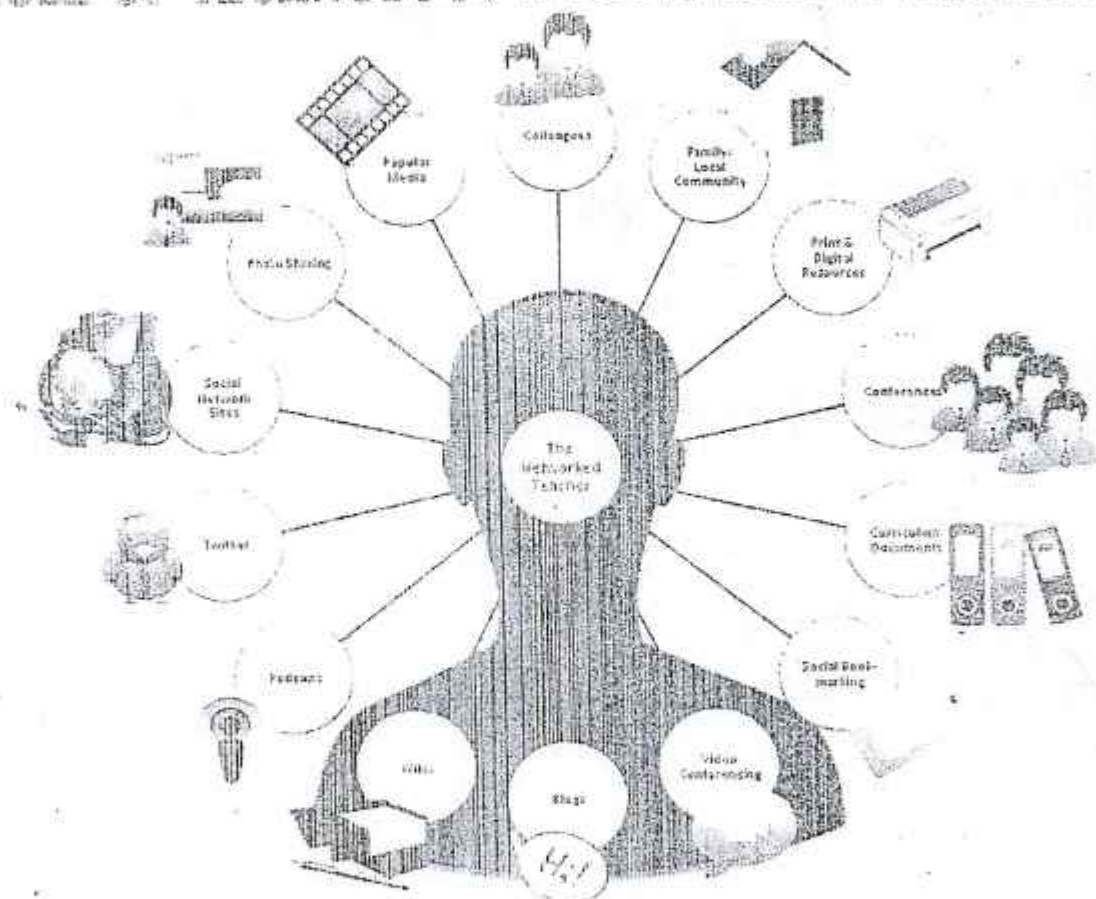 Colleagues
Popular
Media
Family:
Local
Community
Photo Sharing
Print &
Digital
Resources
Social
Network
Sites
Conferences
The
Networked
Teacher
Twitter
Curriculum
Documents
Podcasts
Social Book-
marking
Wikis
Blogs
Video
Conferencing
Hi!